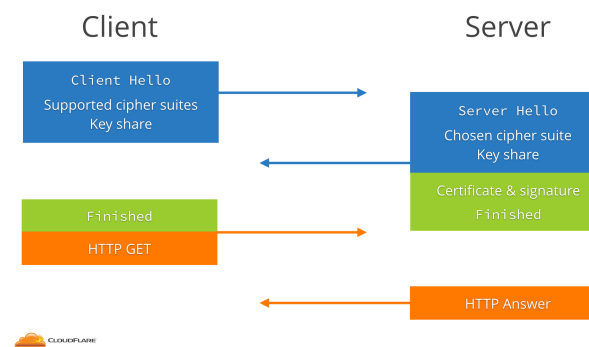 Client
Server
Client Hello
Supported cipher suites
Key share
Server Hello
Chosen cipher suite
Key share
Certificate & signature
Finished
Finished
HTTP GET
HTTP Answer
CLOUDFLARE